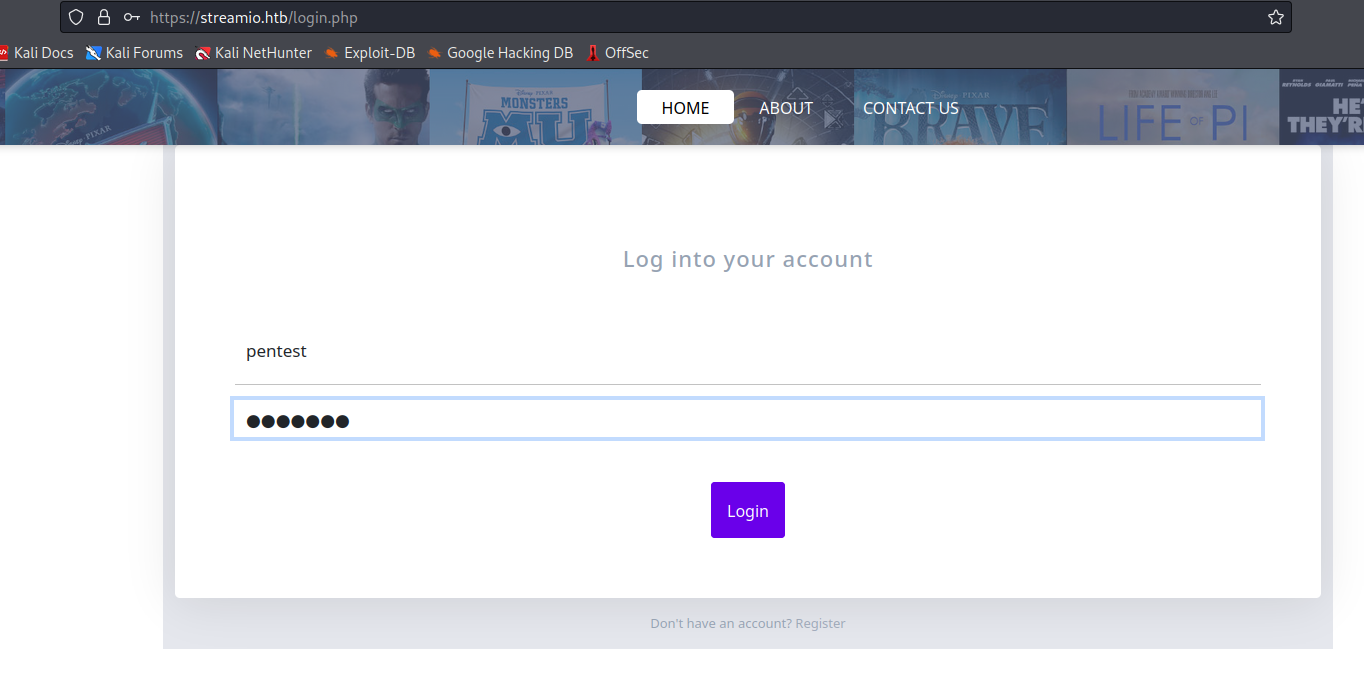 https://streamio.htb/login.php
Kali Docs Kali Forums Kali NetHunter Exploit-DB Google Hacking DB OffSec
HOME ABOUT CONTACT US
DISNEY PIXAR
MONSTERS
MU
BRAVE
LIFE OF PI
HE'
THEY'R
Log into your account
pentest
●●●●●●●
Login
Don't have an account? Register